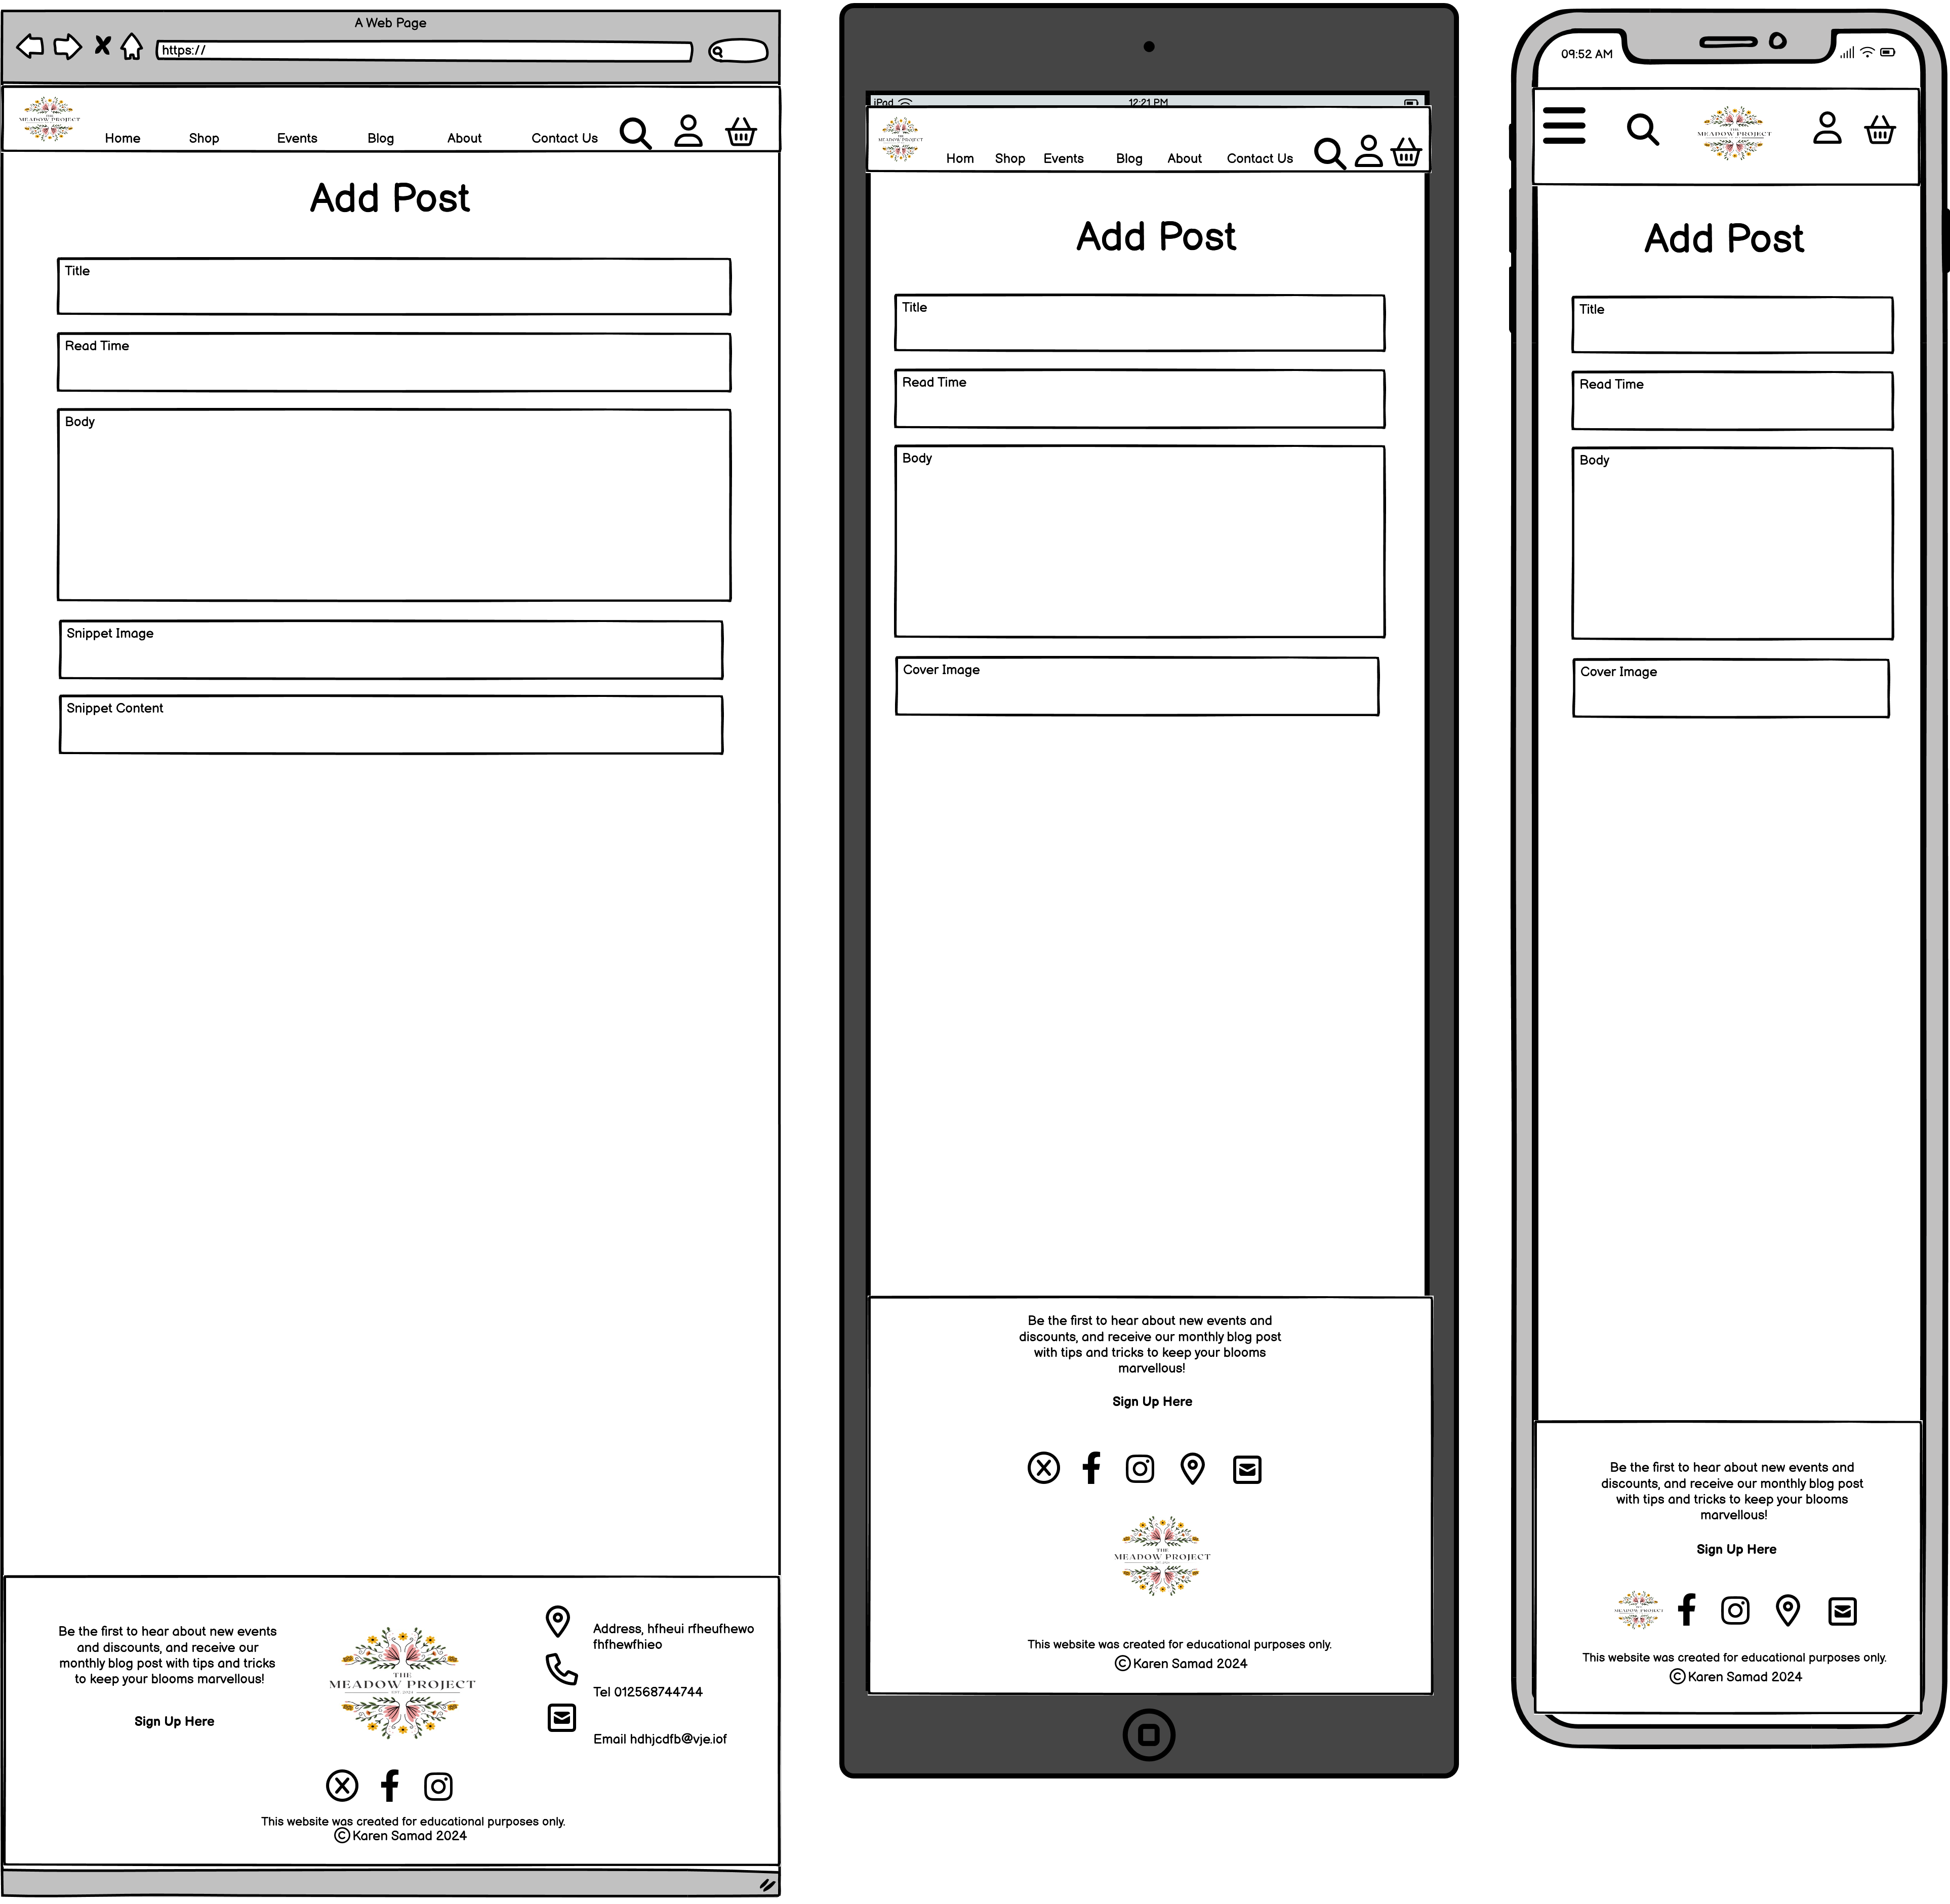 A Web Page
https://
THE
MEADOW PROJECT
Home Shop Events Blog About Contact Us
Add Post
Title
Read Time
Body
Snippet Image
Snippet Content
Be the first to hear about new events
and discounts, and receive our
monthly blog post with tips and tricks
to keep your blooms marvellous!
Sign Up Here
THE
MEADOW PROJECT
EST. 2024
Address, hfheui rfheufhewo
fhfhewfhieo
Tel 012568744744
Email hdhjcdfb@vje.iof
This website was created for educational purposes only.
© Karen Samad 2024
iPad 12:21 PM
THE
MEADOW PROJECT
Hom Shop Events Blog About Contact Us
Add Post
Title
Read Time
Body
Cover Image
Be the first to hear about new events and
discounts, and receive our monthly blog post
with tips and tricks to keep your blooms
marvellous!
Sign Up Here
THE
MEADOW PROJECT
This website was created for educational purposes only.
© Karen Samad 2024
09:52 AM
THE
MEADOW PROJECT
Add Post
Title
Read Time
Body
Cover Image
Be the first to hear about new events and
discounts, and receive our monthly blog post
with tips and tricks to keep your blooms
marvellous!
Sign Up Here
MEADOW PROJECT
This website was created for educational purposes only.
© Karen Samad 2024